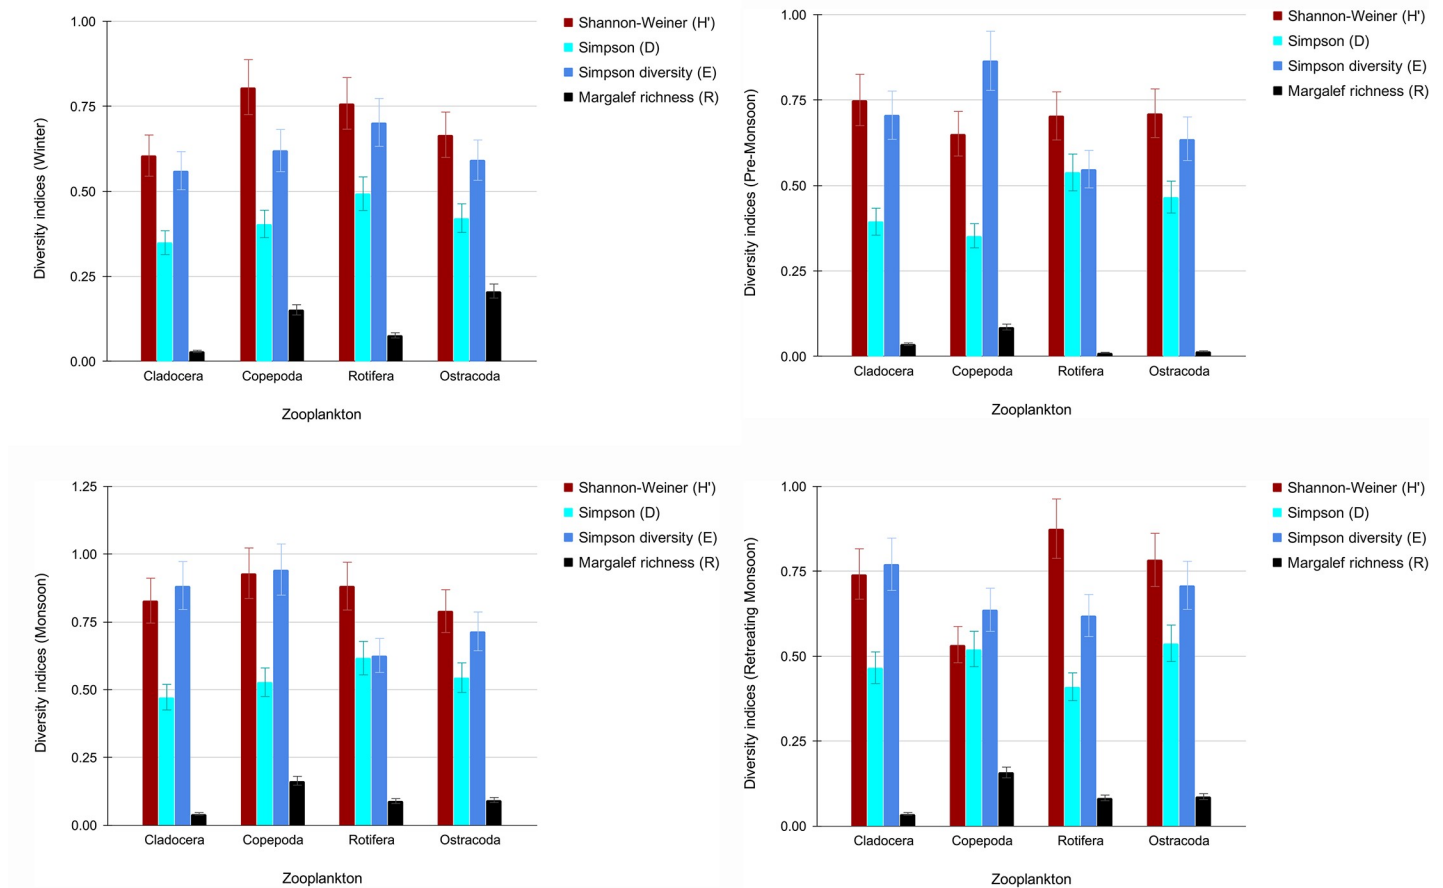 Diversity indices (Winter)
1.00
0.75
0.50
0.25
0.00
Cladocera Copepoda Rotifera Ostracoda
Zooplankton
Shannon-Weiner (H')
Simpson (D)
Simpson diversity (E)
Margalef richness (R)
Diversity indices (Pre-Monsoon)
1.00
0.75
0.50
0.25
0.00
Cladocera Copepoda Rotifera Ostracoda
Zooplankton
Shannon-Weiner (H')
Simpson (D)
Simpson diversity (E)
Margalef richness (R)
Diversity indices (Monsoon)
1.25
1.00
0.75
0.50
0.25
0.00
Cladocera Copepoda Rotifera Ostracoda
Zooplankton
Shannon-Weiner (H')
Simpson (D)
Simpson diversity (E)
Margalef richness (R)
Diversity indices (Retreating Monsoon)
1.00
0.75
0.50
0.25
0.00
Cladocera Copepoda Rotifera Ostracoda
Zooplankton
Shannon-Weiner (H')
Simpson (D)
Simpson diversity (E)
Margalef richness (R)